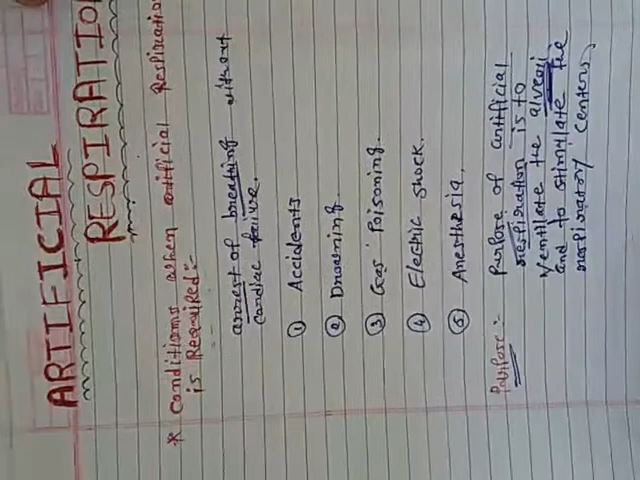 ARTIFICIAL
RESPIRATION
* Conditions when artificial Respiration
is Required:-
arrest of breathing without
cardiac failure.
① Accidents
② Drowning.
③ Gas Poisoning.
④ Electric shock.
⑤ Anesthesia.
Purpose:- Purpose of artificial
respiration is to
ventilate the alveoli
and to stimulate the
respiratory centers.